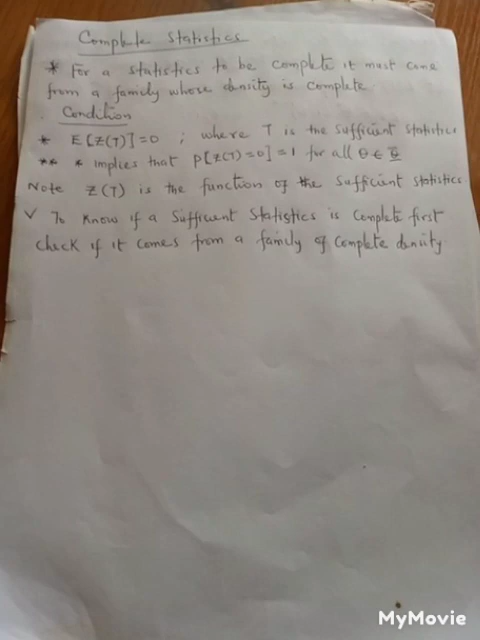 Complete Statistics
* For a statistics to be complete it must come
from a family whose density is complete
Condition
* E[Z(T)]=0 ; where T is the sufficient statistics
** * implies that P[Z(T)=0]=1 for all θ ∈
Note Z(T) is the function of the sufficient statistics
✓ To know if a sufficient statistics is complete first
check if it comes from a family of complete density
MyMovie